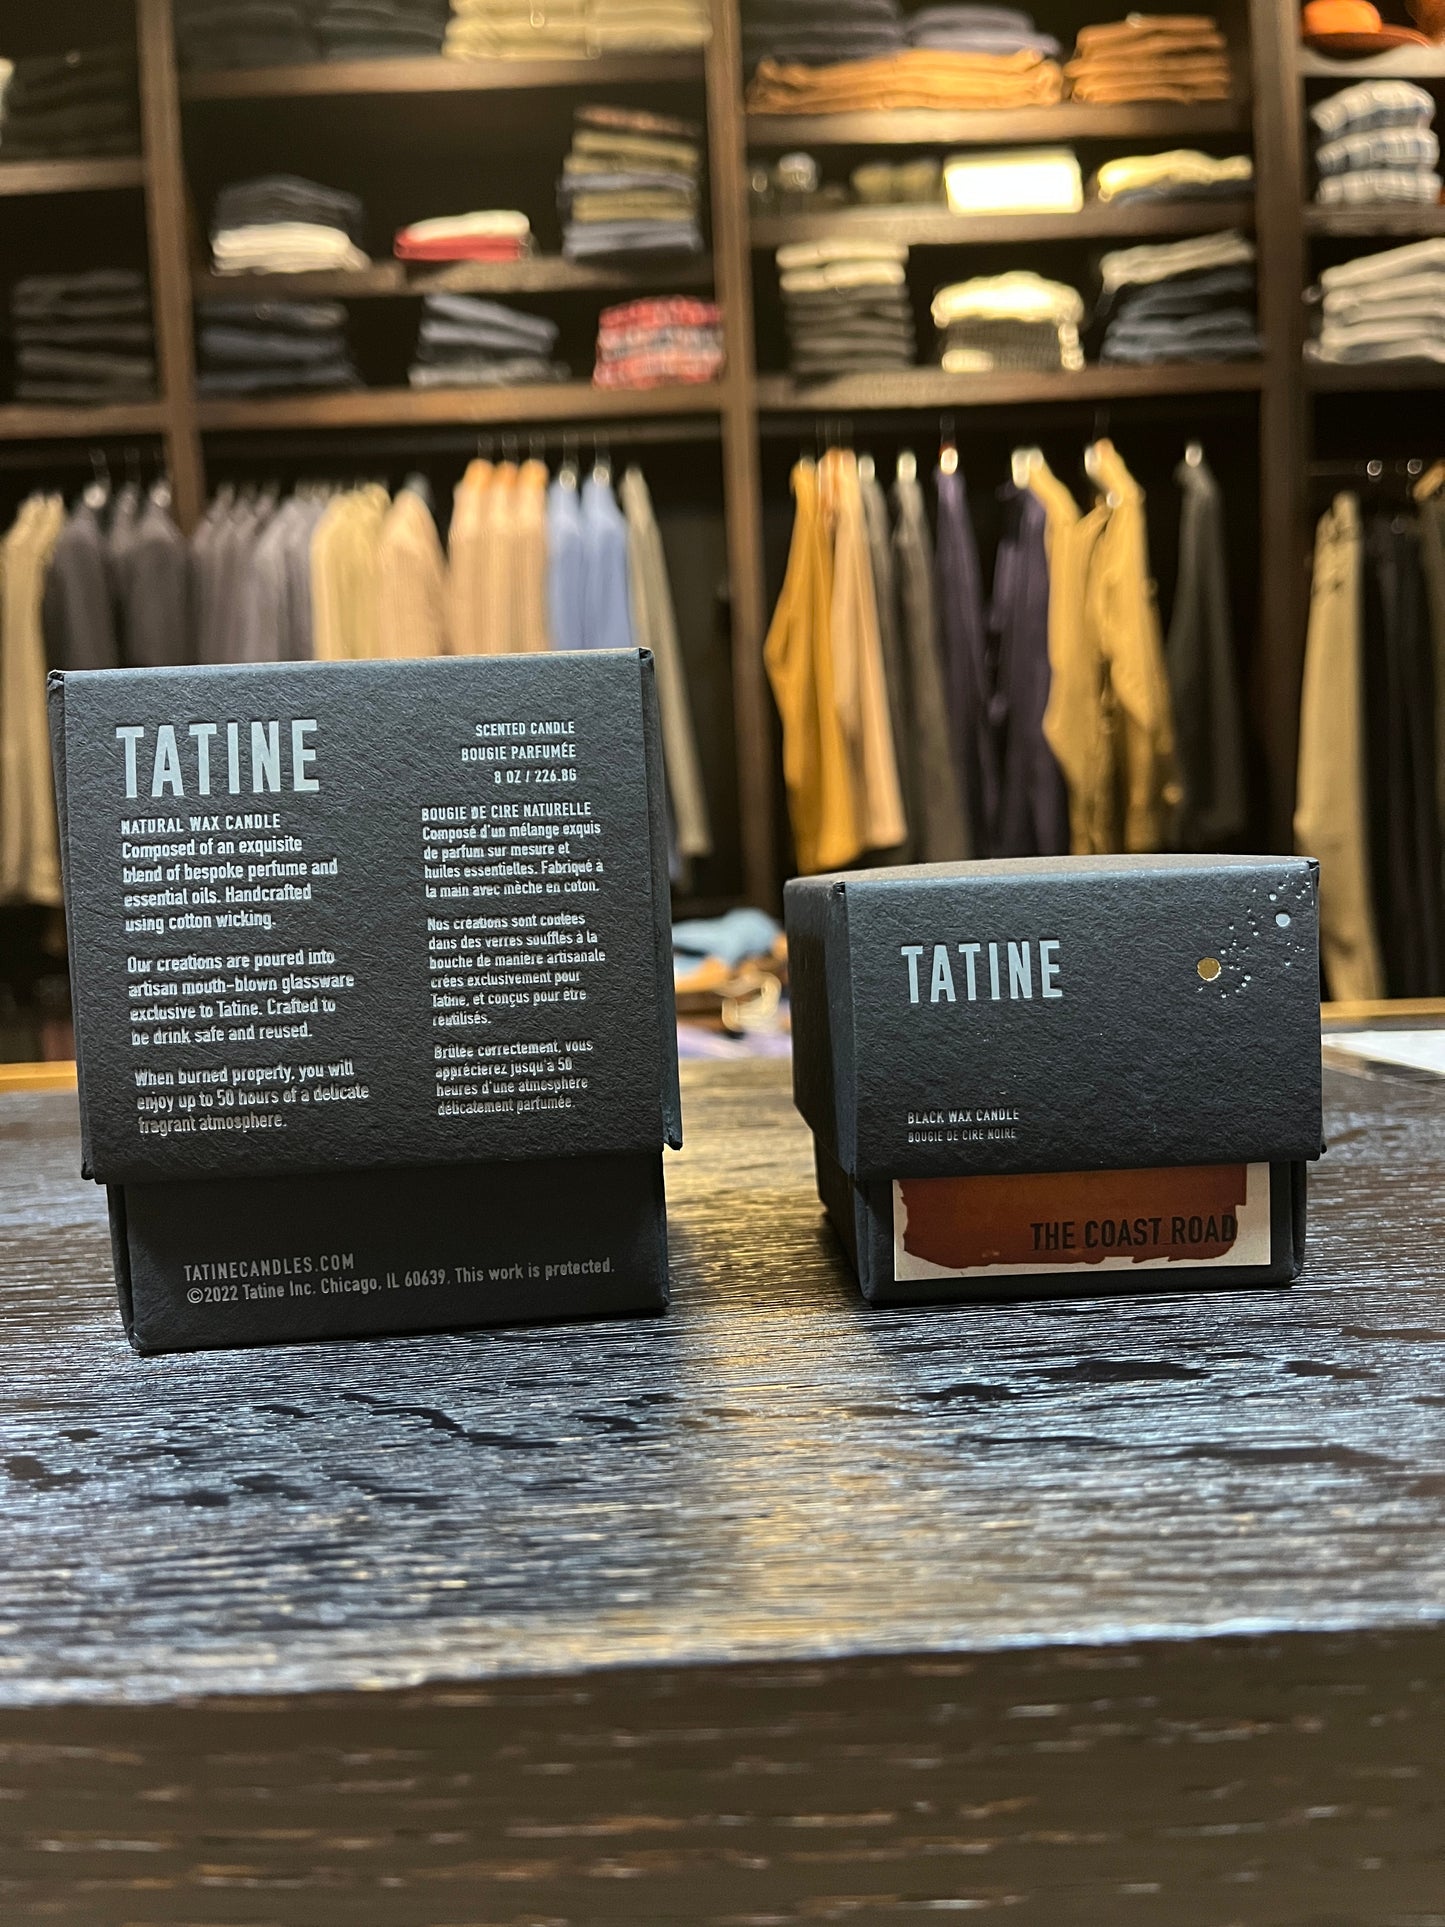 TATINE
NATURAL WAX CANDLE
Composed of an exquisite
blend of bespoke perfume and
essential oils. Handcrafted
using cotton wicking.
Our creations are poured into
artisan mouth-blown glassware
exclusive to Tatine. Crafted to
be drink safe and reused.
When burned properly, you will
enjoy up to 50 hours of a delicate
fragrant atmosphere.
SCENTED CANDLE
BOUGIE PARFUMÉE
8 OZ / 226.8G
BOUGIE DE CIRE NATURELLE
Composé d'un mélange exquis
de parfum sur mesure et
huiles essentielles. Fabriqué à
la main avec mèche en coton.
Nos créations sont coulées
dans des verres soufflés à la
bouche de manière artisanale
crées exclusivement pour
Tatine, et conçus pour être
réutilisés.
Brûlée correctement, vous
apprécierez jusqu'à 50
heures d'une atmosphère
délicatement parfumée.
TATINECANDLES.COM
©2022 Tatine Inc. Chicago, IL 60639. This work is protected.
TATINE
BLACK WAX CANDLE
BOUGIE DE CIRE NOIRE
THE COAST ROAD